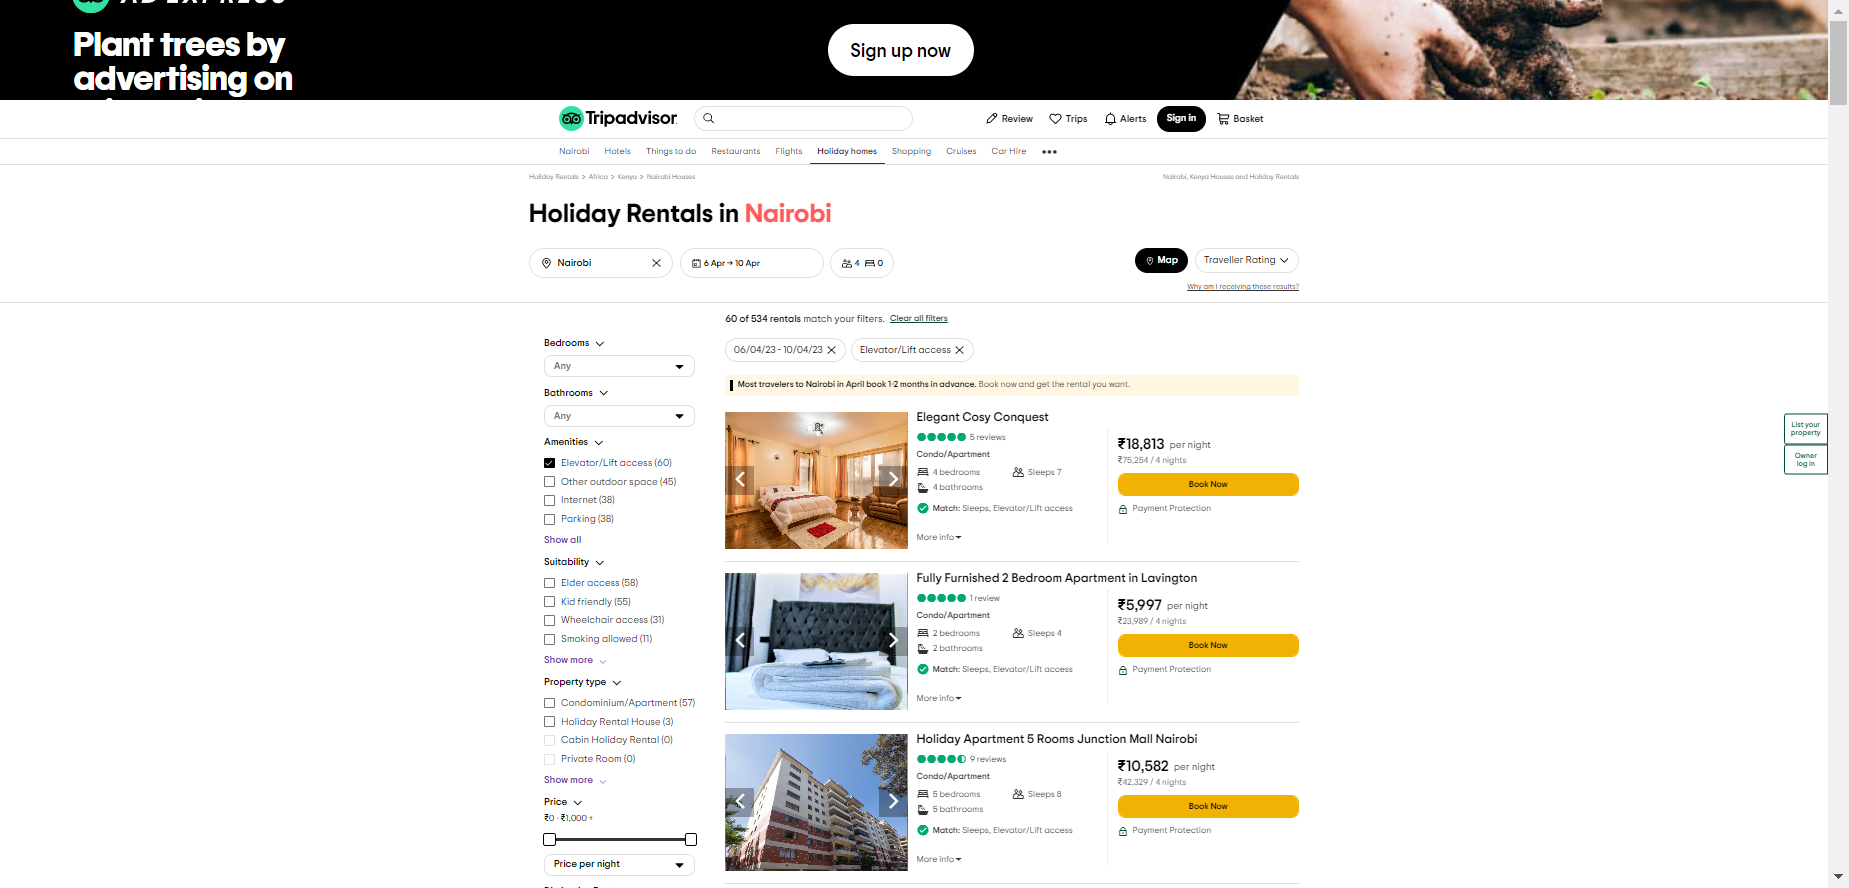 Plant trees by
advertising on
Sign up now
Tripadvisor
Review
Trips
Alerts
Sign in
Basket
Nairobi
Hotels
Things to do
Restaurants
Flights
Holiday homes
Shopping
Cruises
Car Hire
Holiday Rentals > Africa > Kenya > Nairobi Houses
Nairobi, Kenya Houses and Holiday Rentals
Holiday Rentals in Nairobi
Nairobi
6 Apr → 10 Apr
4
0
Map
Traveller Rating
Why am I receiving these results?
60 of 534 rentals match your filters. Clear all filters
06/04/23 - 10/04/23
Elevator/Lift access
Most travelers to Nairobi in April book 1-2 months in advance. Book now and get the rental you want.
Bedrooms
Any
Bathrooms
Any
Amenities
Elevator/Lift access (60)
Other outdoor space (45)
Internet (38)
Parking (38)
Show all
Suitability
Elder access (58)
Kid friendly (55)
Wheelchair access (31)
Smoking allowed (11)
Show more
Property type
Condominium/Apartment (57)
Holiday Rental House (3)
Cabin Holiday Rental (0)
Private Room (0)
Show more
Price
₹0 - ₹1,000 +
Price per night
Elegant Cosy Conquest
5 reviews
Condo/Apartment
4 bedrooms
Sleeps 7
4 bathrooms
Match: Sleeps, Elevator/Lift access
More info
₹18,813 per night
₹75,254 / 4 nights
Book Now
Payment Protection
Fully Furnished 2 Bedroom Apartment in Lavington
1 review
Condo/Apartment
2 bedrooms
Sleeps 4
2 bathrooms
Match: Sleeps, Elevator/Lift access
More info
₹5,997 per night
₹23,989 / 4 nights
Book Now
Payment Protection
Holiday Apartment 5 Rooms Junction Mall Nairobi
9 reviews
Condo/Apartment
5 bedrooms
Sleeps 8
5 bathrooms
Match: Sleeps, Elevator/Lift access
More info
₹10,582 per night
₹42,329 / 4 nights
Book Now
Payment Protection
List your
property
Owner
log in